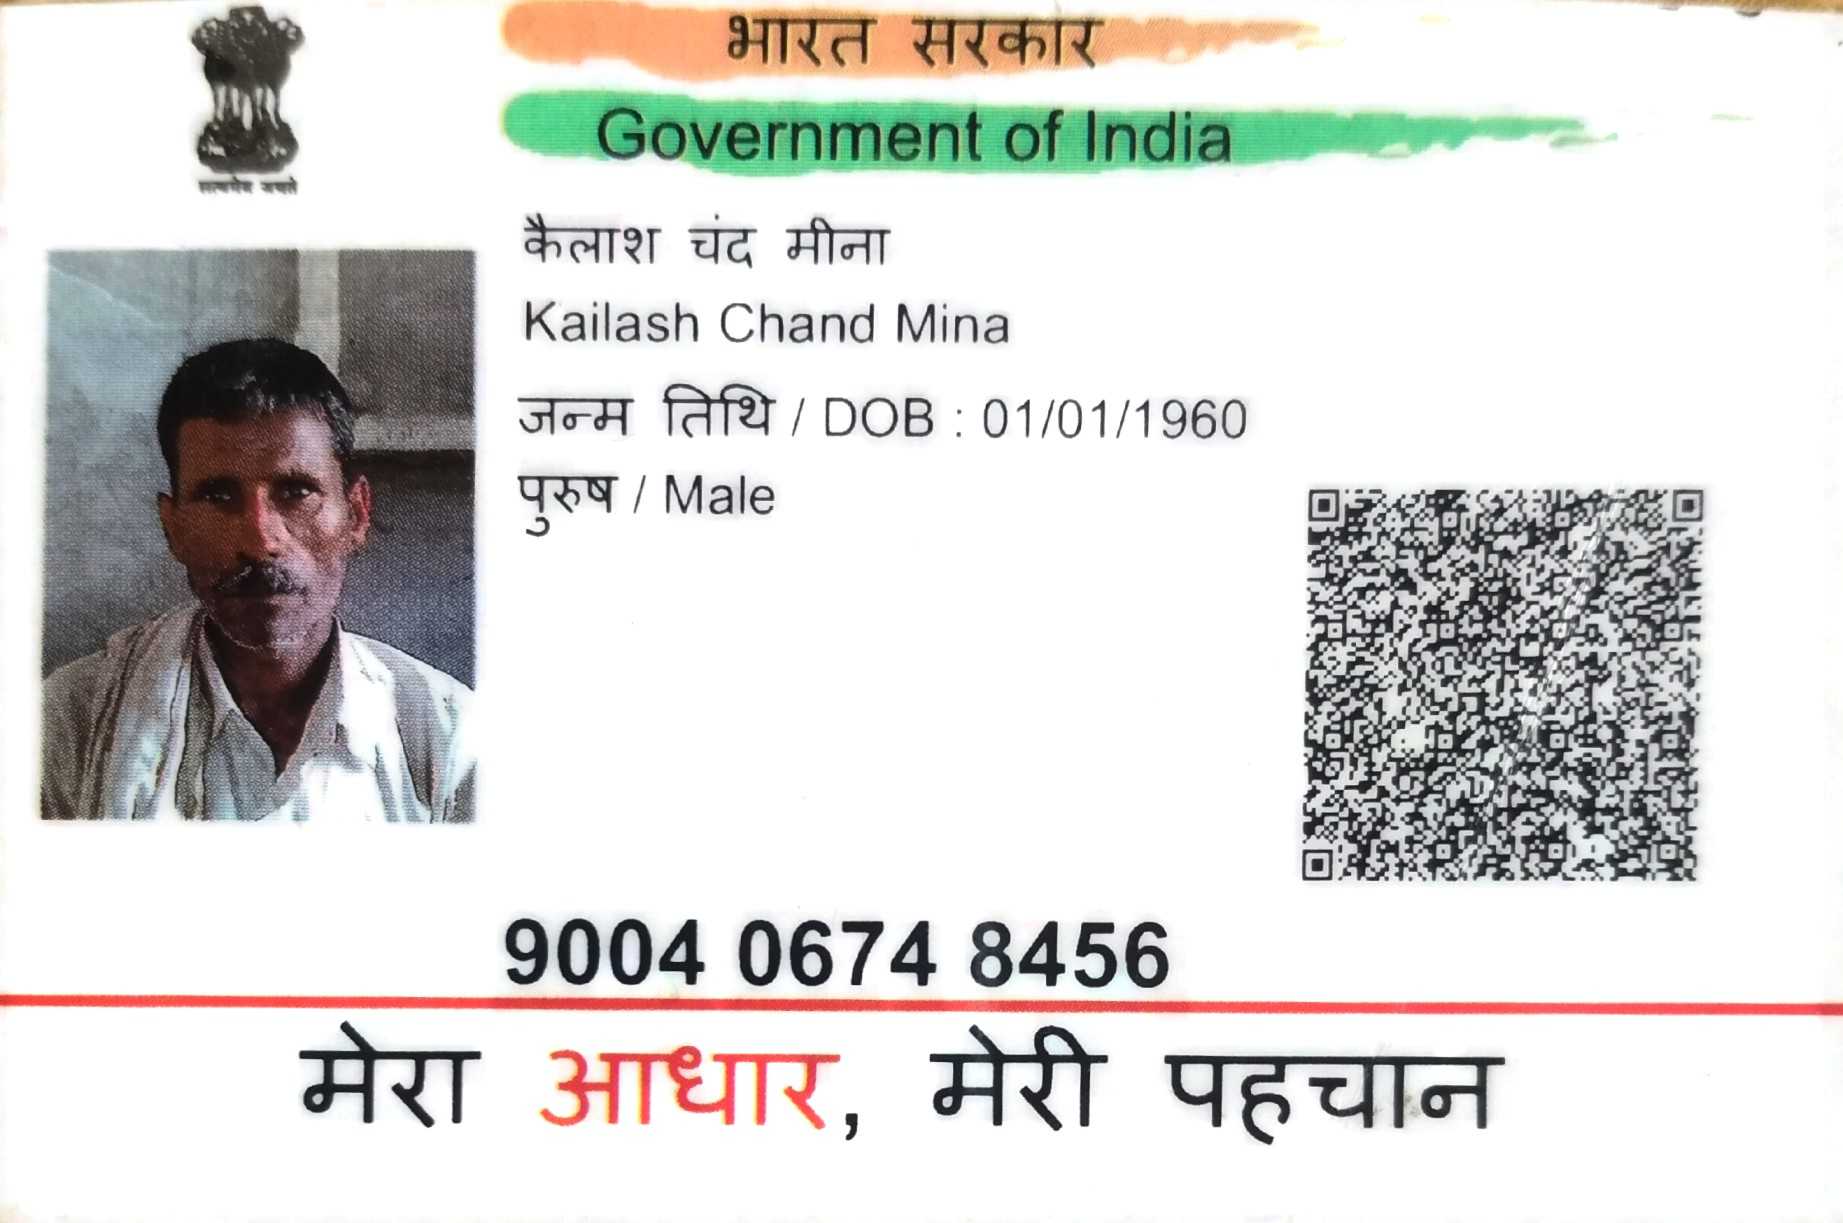 भारत सरकार
Government of India
सत्यमेव जयते
कैलाश चंद मीना
Kailash Chand Mina
जन्म तिथि / DOB : 01/01/1960
पुरुष / Male
9004 0674 8456
मेरा आधार, मेरी पहचान